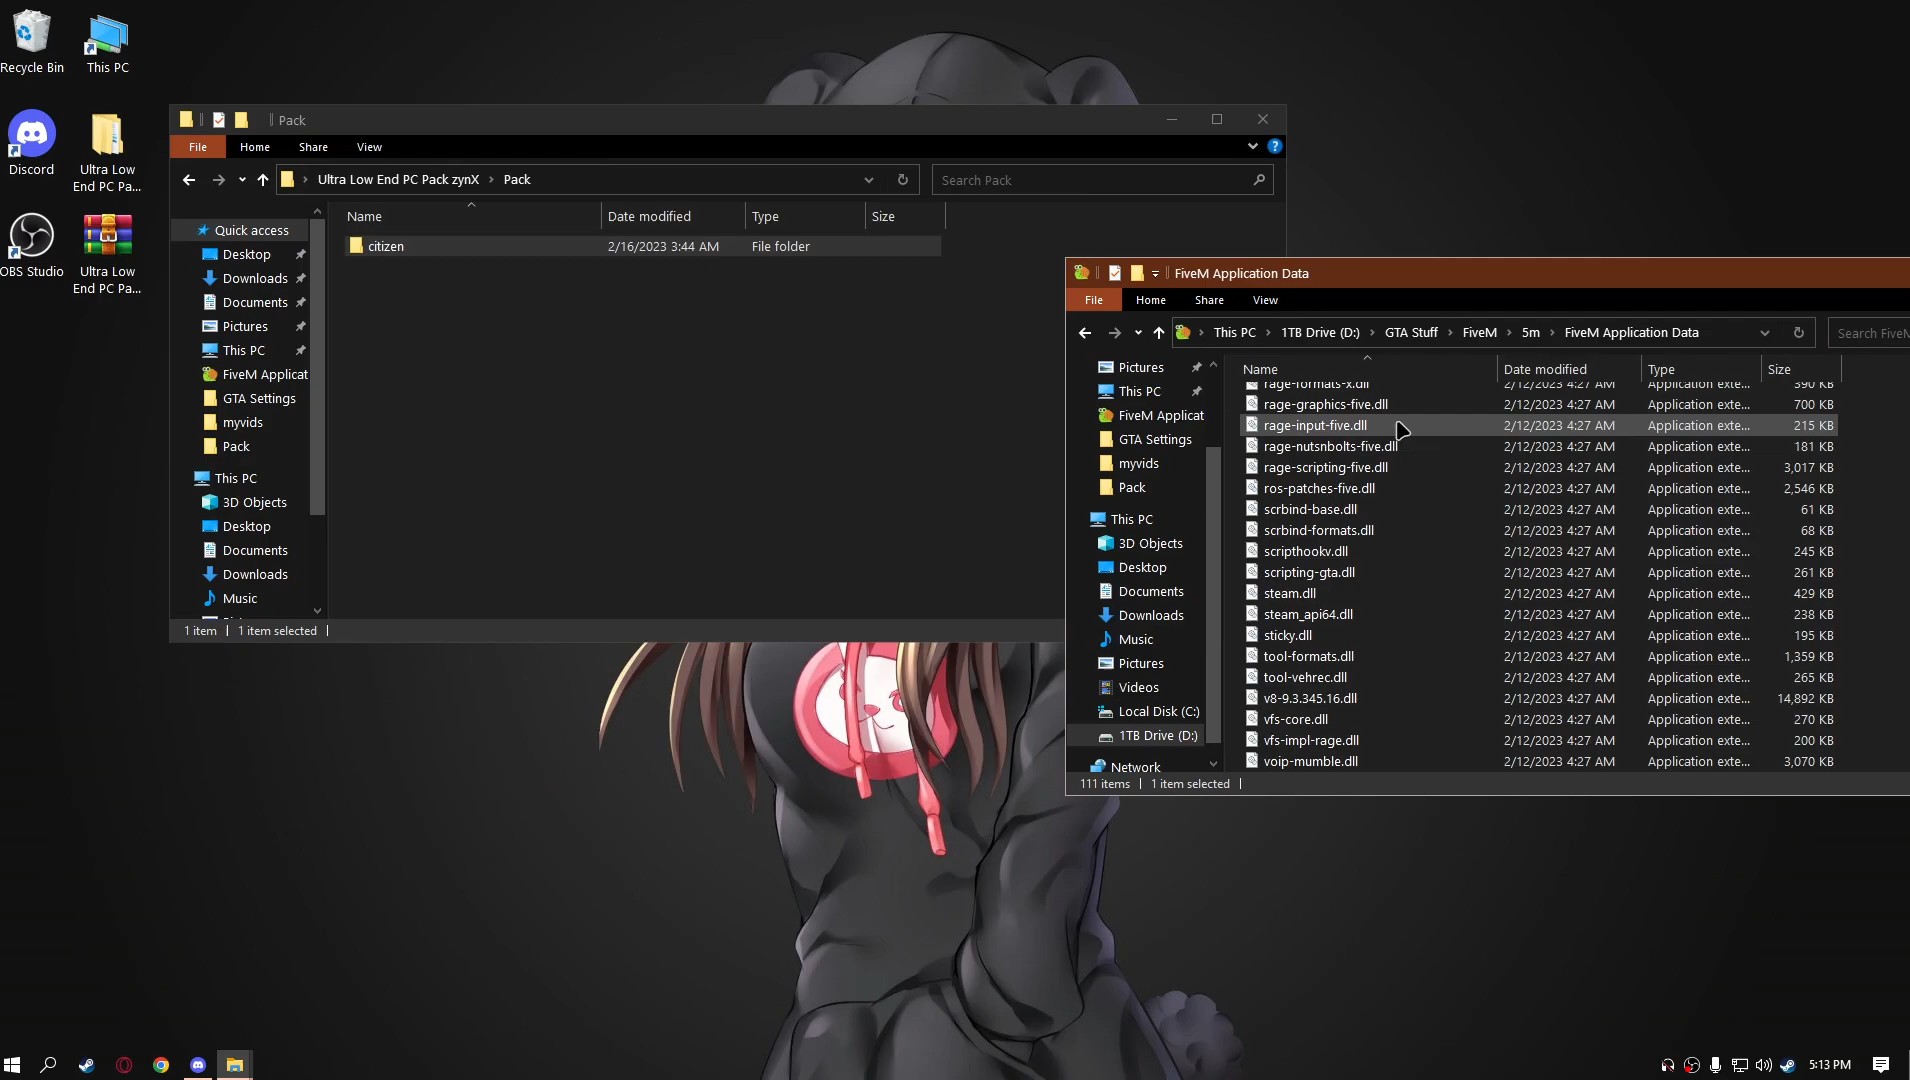 Recycle Bin
This PC
Discord
Ultra Low
End PC Pa...
OBS Studio
Ultra Low
End PC Pa...
Pack
File
Home
Share
View
Ultra Low End PC Pack zynX
Pack
Search Pack
Name
Date modified
Type
Size
Quick access
Desktop
Downloads
Documents
Pictures
This PC
FiveM Applicat
GTA Settings
myvids
Pack
This PC
3D Objects
Desktop
Documents
Downloads
Music
citizen 2/16/2023 3:44 AM File folder
1 item 1 item selected
FiveM Application Data
File
Home
Share
View
This PC
1TB Drive (D:)
GTA Stuff
FiveM
5m
FiveM Application Data
Search FiveM
Pictures
This PC
FiveM Applicat
GTA Settings
myvids
Pack
This PC
3D Objects
Desktop
Documents
Downloads
Music
Pictures
Videos
Local Disk (C:)
1TB Drive (D:)
Network
Name
Date modified
Type
Size
rage-formats-x.dll 2/12/2023 4:27 AM Application exte... 390 KB
rage-graphics-five.dll 2/12/2023 4:27 AM Application exte... 700 KB
rage-input-five.dll 2/12/2023 4:27 AM Application exte... 215 KB
rage-nutsnbolts-five.dll 2/12/2023 4:27 AM Application exte... 181 KB
rage-scripting-five.dll 2/12/2023 4:27 AM Application exte... 3,017 KB
ros-patches-five.dll 2/12/2023 4:27 AM Application exte... 2,546 KB
scrbind-base.dll 2/12/2023 4:27 AM Application exte... 61 KB
scrbind-formats.dll 2/12/2023 4:27 AM Application exte... 68 KB
scripthookv.dll 2/12/2023 4:27 AM Application exte... 245 KB
scripting-gta.dll 2/12/2023 4:27 AM Application exte... 261 KB
steam.dll 2/12/2023 4:27 AM Application exte... 429 KB
steam_api64.dll 2/12/2023 4:27 AM Application exte... 238 KB
sticky.dll 2/12/2023 4:27 AM Application exte... 195 KB
tool-formats.dll 2/12/2023 4:27 AM Application exte... 1,359 KB
tool-vehrec.dll 2/12/2023 4:27 AM Application exte... 265 KB
v8-9.3.345.16.dll 2/12/2023 4:27 AM Application exte... 14,892 KB
vfs-core.dll 2/12/2023 4:27 AM Application exte... 270 KB
vfs-impl-rage.dll 2/12/2023 4:27 AM Application exte... 200 KB
voip-mumble.dll 2/12/2023 4:27 AM Application exte... 3,070 KB
111 items 1 item selected
5:13 PM